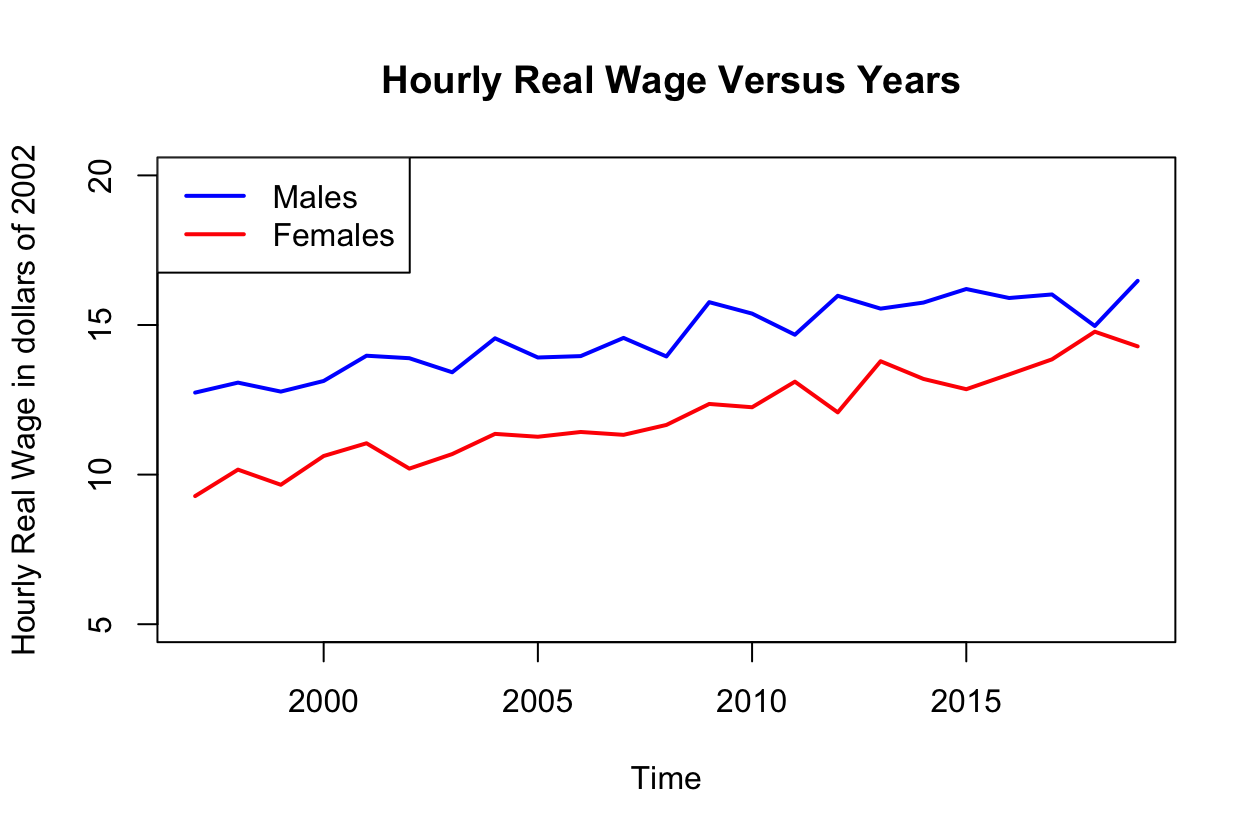 Hourly Real Wage Versus Years
Hourly Real Wage in dollars of 2002
20
15
10
5
Males
Females
2000
2005
2010
2015
Time